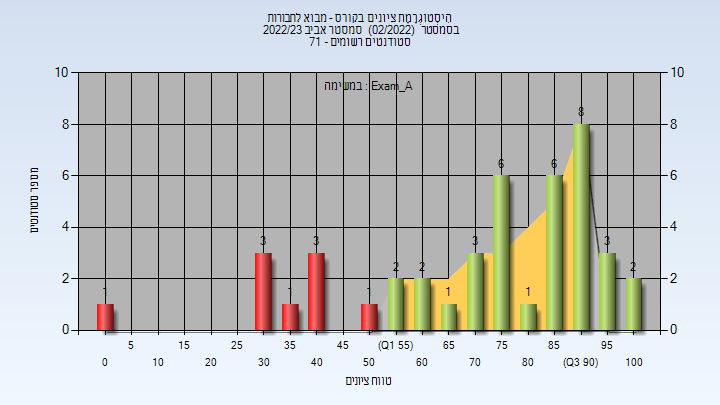 היסטוגרמת ציונים בקורס - מבוא לתבורות
בסמסטר (02/2022) סמסטר אביב 2022/23
סטודנטים רשומים - 71
במשימה : Exam_A
10 10
8 8
6 6
4 4
2 2
0 0
1 3 1 3 1 2 2 1 3 6 1 6 8 3 2
מספר סטודנטים
5 15 25 35 45 (Q1 55) 65 75 85 95
0 10 20 30 40 50 60 70 80 (Q3 90) 100
טווח ציונים